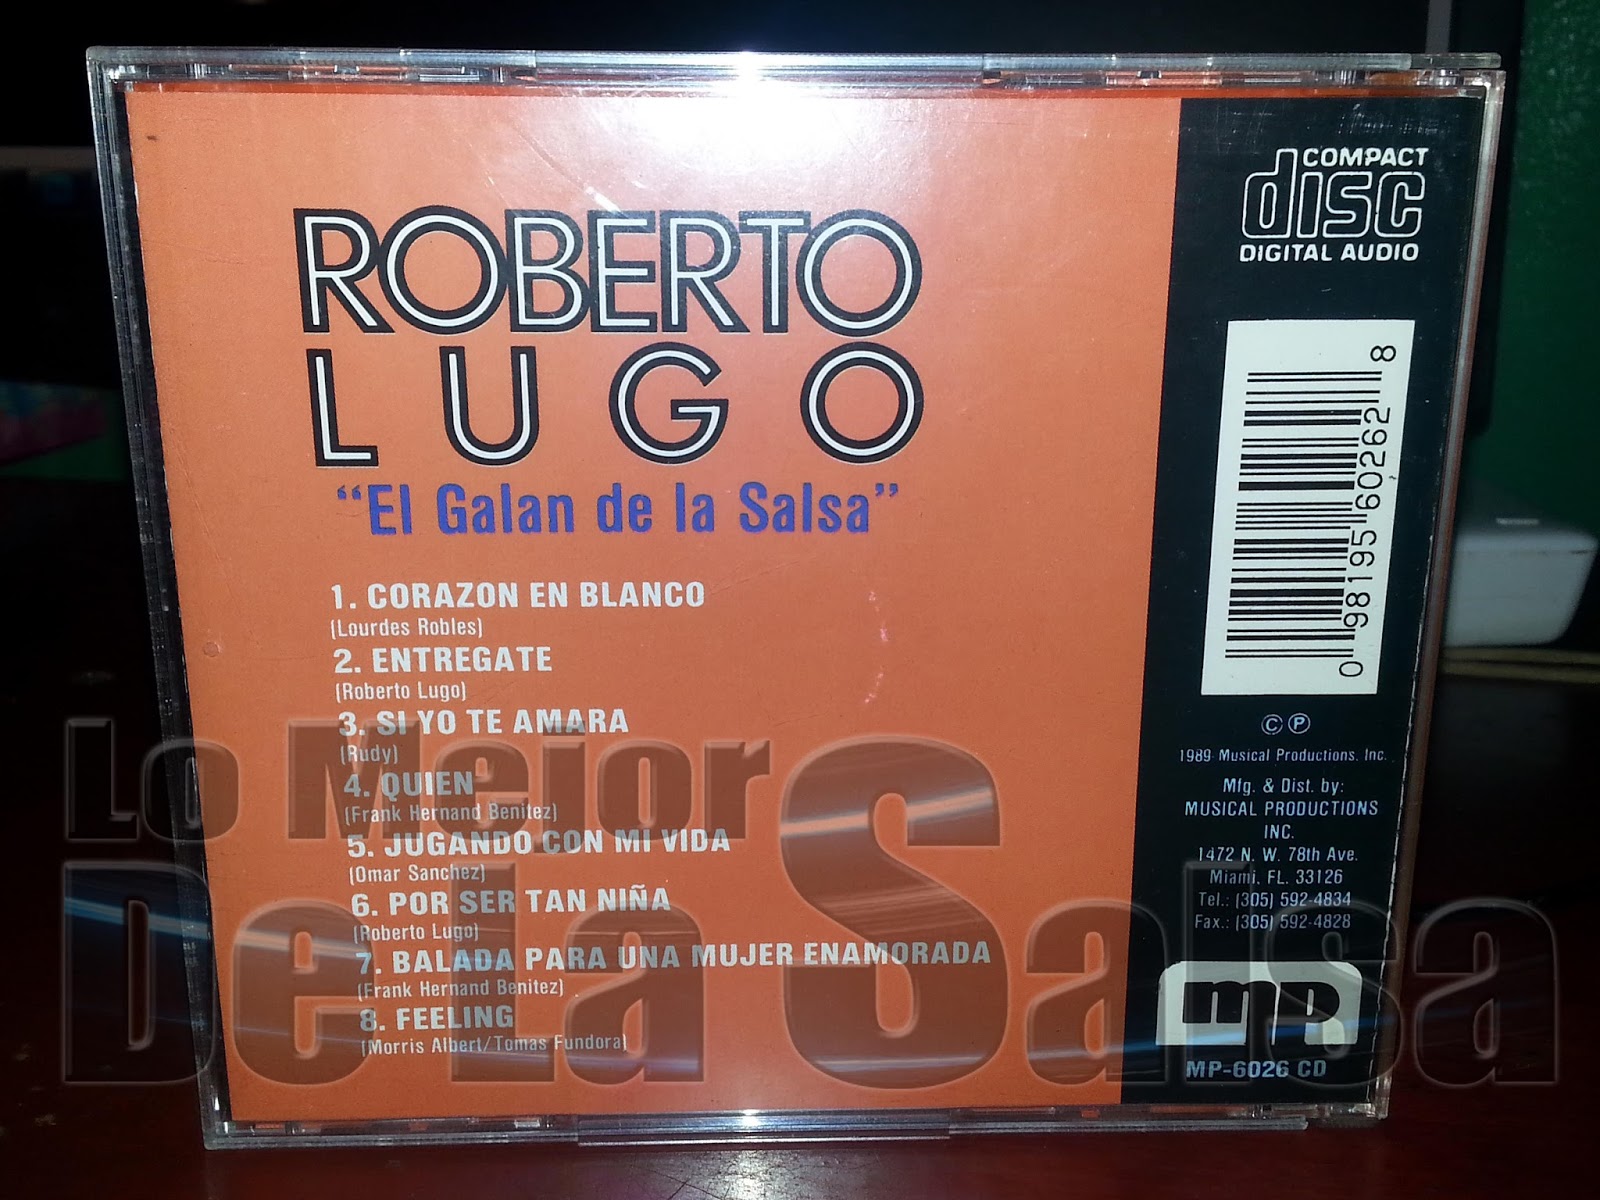 ROBERTO
LUGO
“El Galan de la Salsa”
1. CORAZON EN BLANCO
(Lourdes Robles)
2. ENTREGATE
(Roberto Lugo)
3. SI YO TE AMARA
(Rudy)
4. QUIEN
(Frank Hernand Benitez)
5. JUGANDO CON MI VIDA
(Omar Sanchez)
6. POR SER TAN NIÑA
(Roberto Lugo)
7. BALADA PARA UNA MUJER ENAMORADA
(Frank Hernand Benitez)
8. FEELING
(Morris Albert/Tomas Fundora)
COMPACT
disc
DIGITAL AUDIO
0 98195 60262 8
© ℗
1989 Musical Productions, Inc.
Mfg. & Dist. by:
MUSICAL PRODUCTIONS
INC.
1472 N. W. 78th Ave.
Miami, FL. 33126
Tel.: (305) 592-4834
Fax.: (305) 592-4828
mp
MP-6026 CD
Lo Mejor
De La Salsa